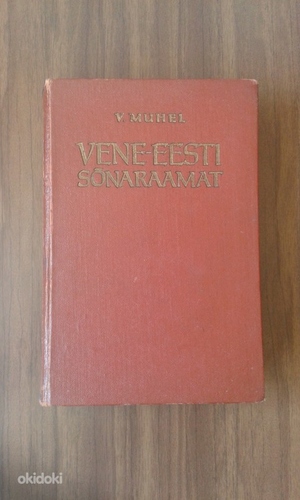 V. MUHEL
VENE-EESTI
SÕNARAAMAT
okidoki